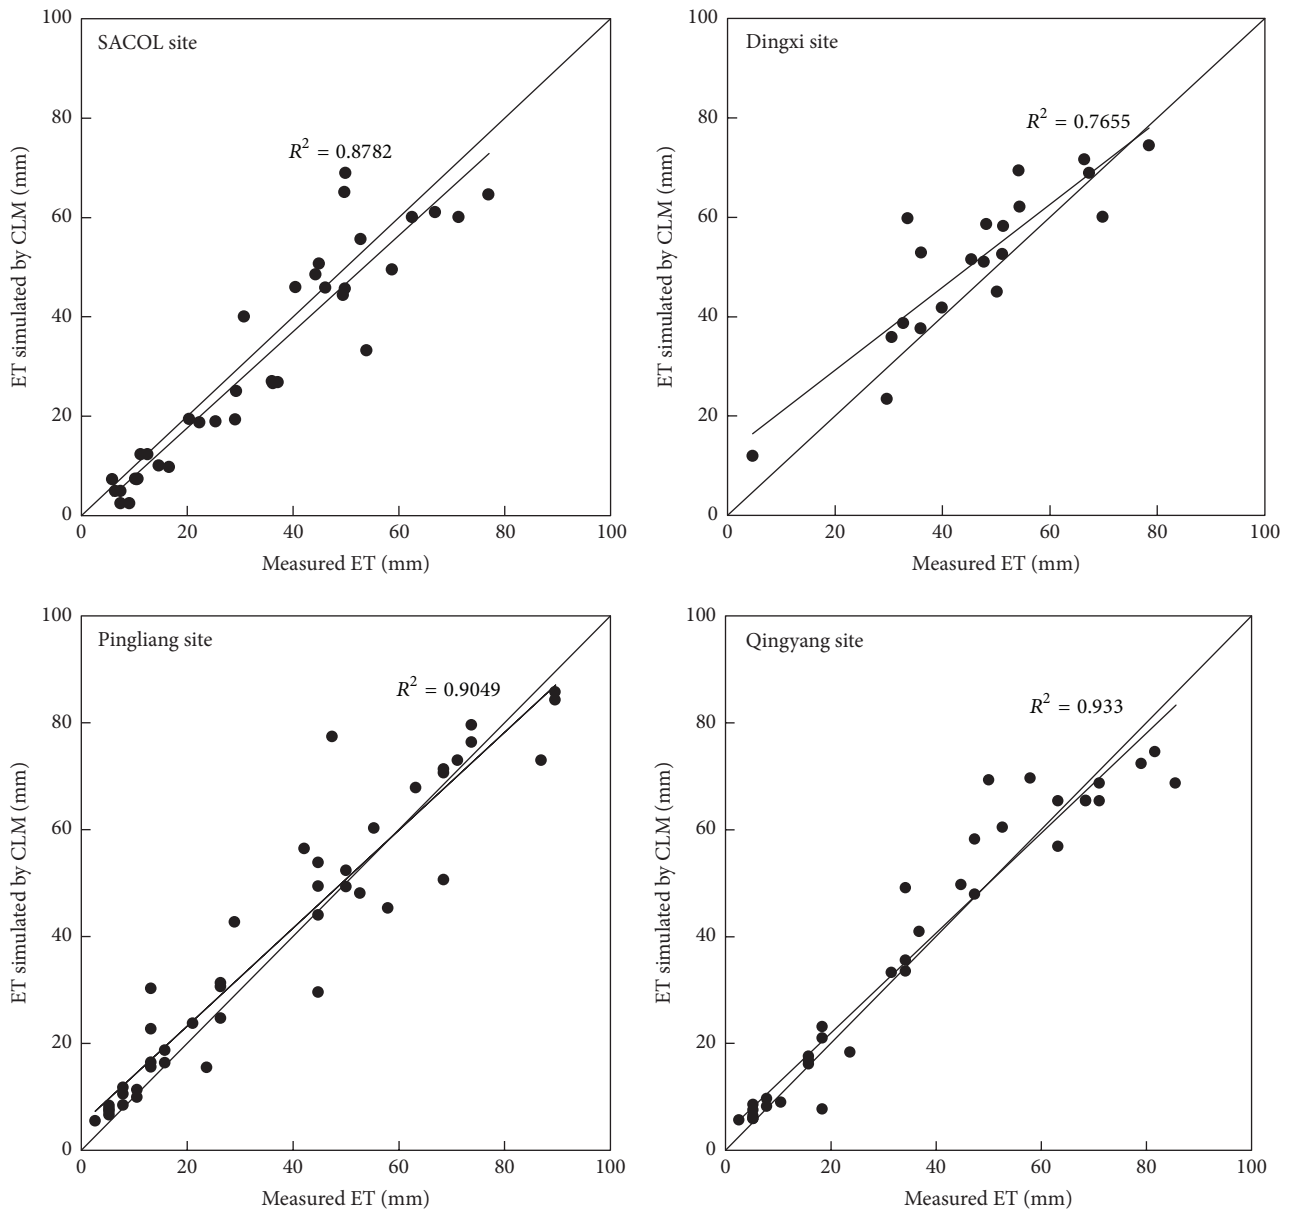 SACOL site
R² = 0.8782
100
80
60
40
20
0
ET simulated by CLM (mm)
0 20 40 60 80 100
Measured ET (mm)
Dingxi site
R² = 0.7655
100
80
60
40
20
0
ET simulated by CLM (mm)
0 20 40 60 80 100
Measured ET (mm)
Pingliang site
R² = 0.9049
100
80
60
40
20
0
ET simulated by CLM (mm)
0 20 40 60 80 100
Measured ET (mm)
Qingyang site
R² = 0.933
100
80
60
40
20
0
ET simulated by CLM (mm)
0 20 40 60 80 100
Measured ET (mm)